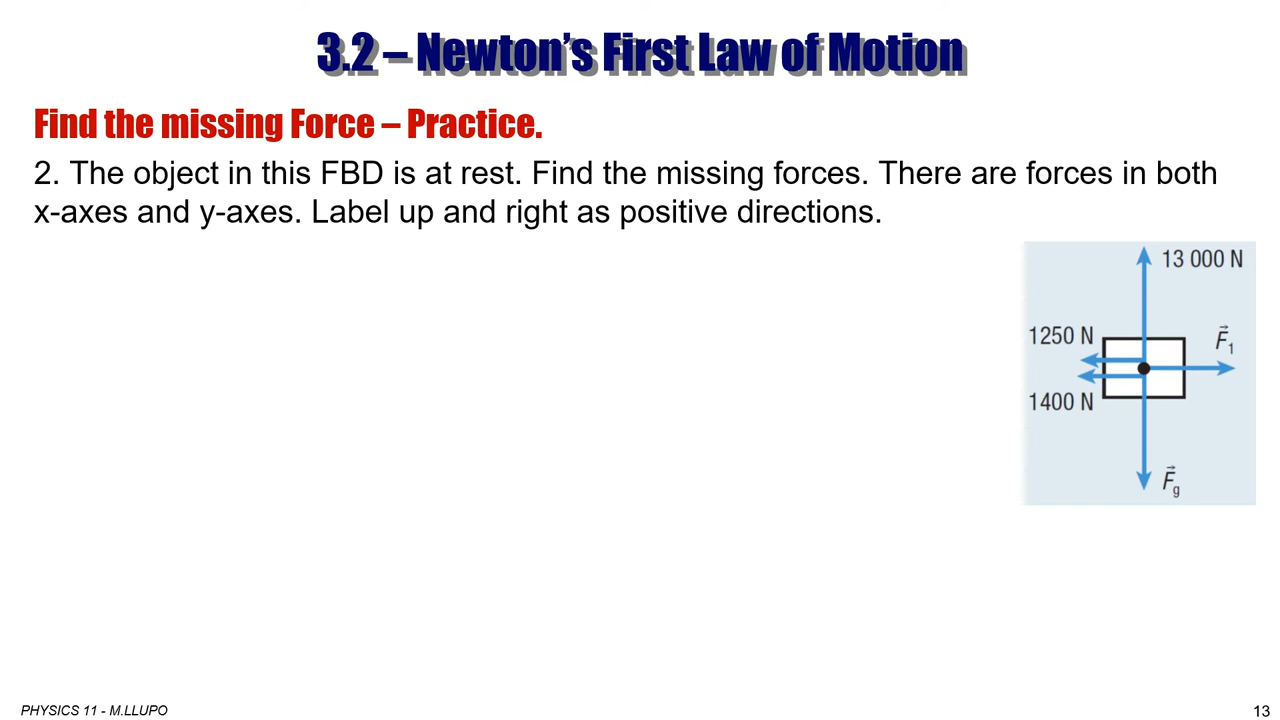 3.2 – Newton’s First Law of Motion
Find the missing Force – Practice.
2. The object in this FBD is at rest. Find the missing forces. There are forces in both
x-axes and y-axes. Label up and right as positive directions.
13 000 N
1250 N
F⃗₁
1400 N
F⃗g
PHYSICS 11 - M.LLUPO
13